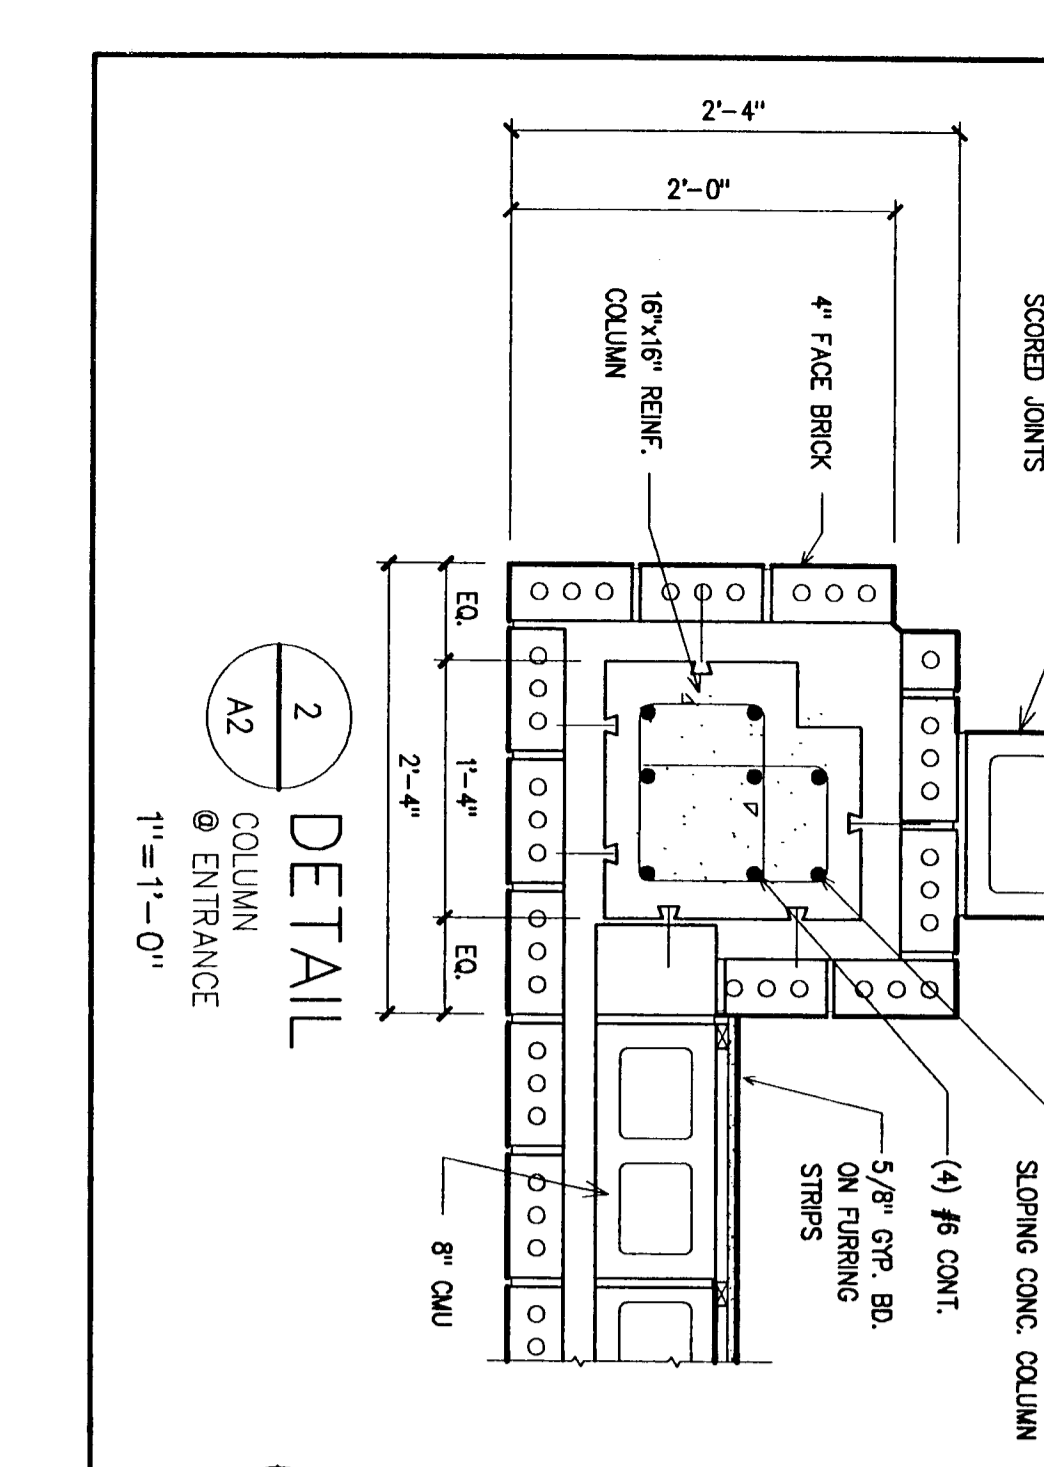 2'-4"
2'-0"
SCORED JOINTS
4" FACE BRICK
16"x16" REINF.
COLUMN
EQ.
1'-4"
EQ.
2'-4"
SLOPING CONC. COLUMN
(4) #6 CONT.
5/8" GYP. BD.
ON FURRING
STRIPS
8" CMU
2
A2
DETAIL
COLUMN
@ ENTRANCE
1"=1'-0"